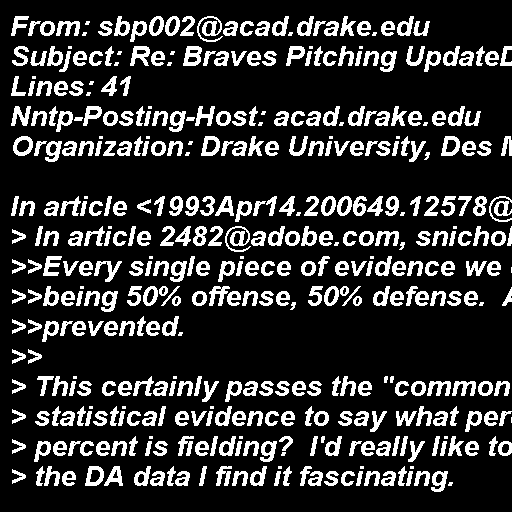 From: sbp002@acad.drake.edu
Subject: Re: Braves Pitching UpdateD
Lines: 41
Nntp-Posting-Host: acad.drake.edu
Organization: Drake University, Des

In article <1993Apr14.200649.12578@
> In article 2482@adobe.com, snichol
>>Every single piece of evidence we
>>being 50% offense, 50% defense.
>>prevented.
>>
> This certainly passes the "common
> statistical evidence to say what per
> percent is fielding?  I'd really like to
> the DA data I find it fascinating.